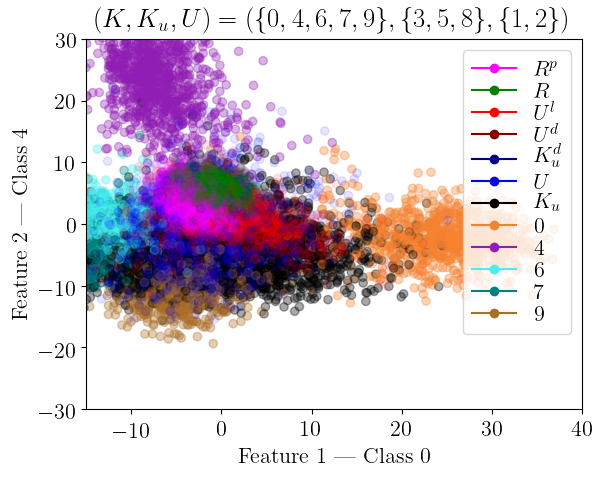 (K, K_u, U) = ({0, 4, 6, 7, 9}, {3, 5, 8}, {1, 2})
30
20
10
0
−10
−20
−30
Feature 2 — Class 4
−10 0 10 20 30 40
Feature 1 — Class 0
R^p
R
U^l
U^d
K_u^d
U
K_u
0
4
6
7
9